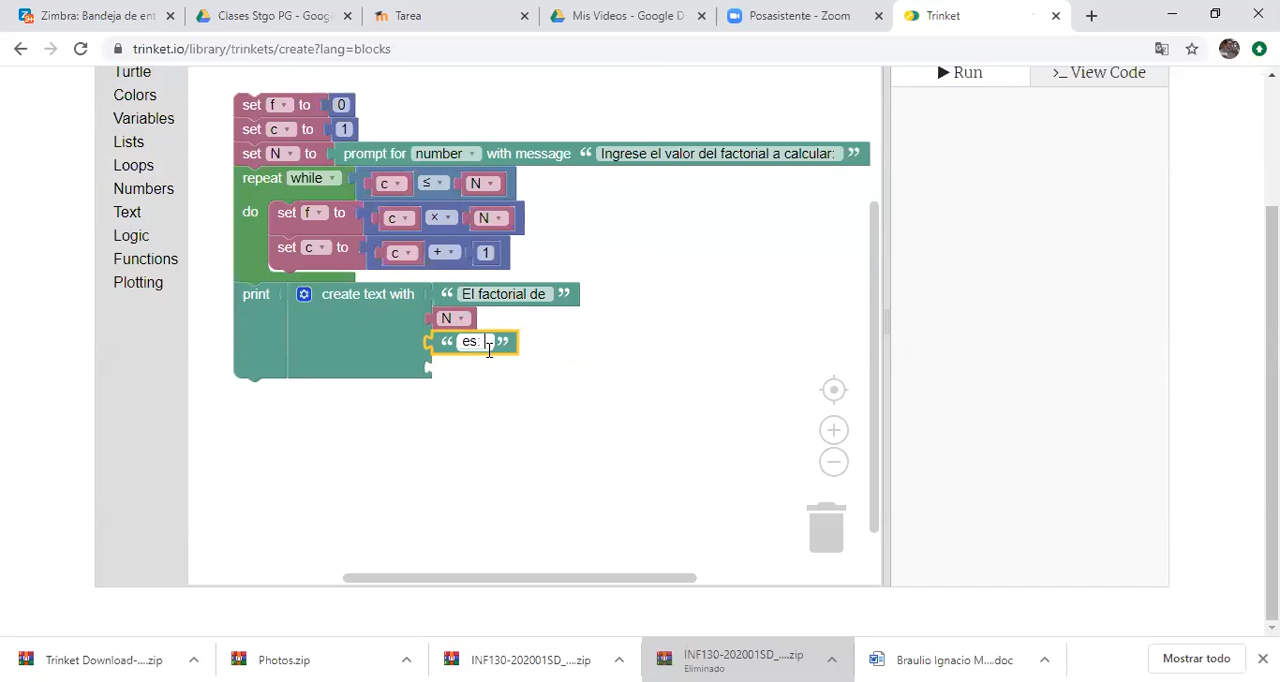 Zimbra: Bandeja de ent
Clases Stgo PG - Goog
Tarea
Mis Videos - Google D
Posasistente - Zoom
Trinket
trinket.io/library/trinkets/create?lang=blocks
Turtle
Colors
Variables
Lists
Loops
Numbers
Text
Logic
Functions
Plotting
set f to 0
set c to 1
set N to prompt for number with message “ Ingrese el valor del factorial a calcular: ”
repeat while c ≤ N
do set f to c × N
set c to c + 1
print create text with “ El factorial de ”
N
“ es: ”
Run
>_ View Code
Trinket Download-....zip
Photos.zip
INF130-202001SD_....zip
INF130-202001SD_....zip
Eliminado
Braulio Ignacio M....doc
Mostrar todo